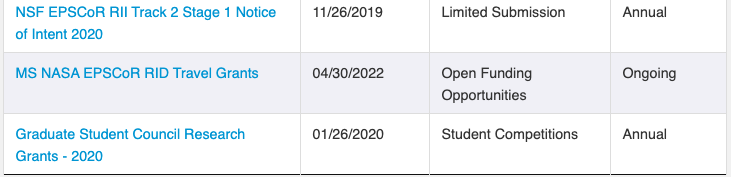 NSF EPSCoR RII Track 2 Stage 1 Notice of Intent 2020 11/26/2019 Limited Submission Annual
MS NASA EPSCoR RID Travel Grants 04/30/2022 Open Funding Opportunities Ongoing
Graduate Student Council Research Grants - 2020 01/26/2020 Student Competitions Annual